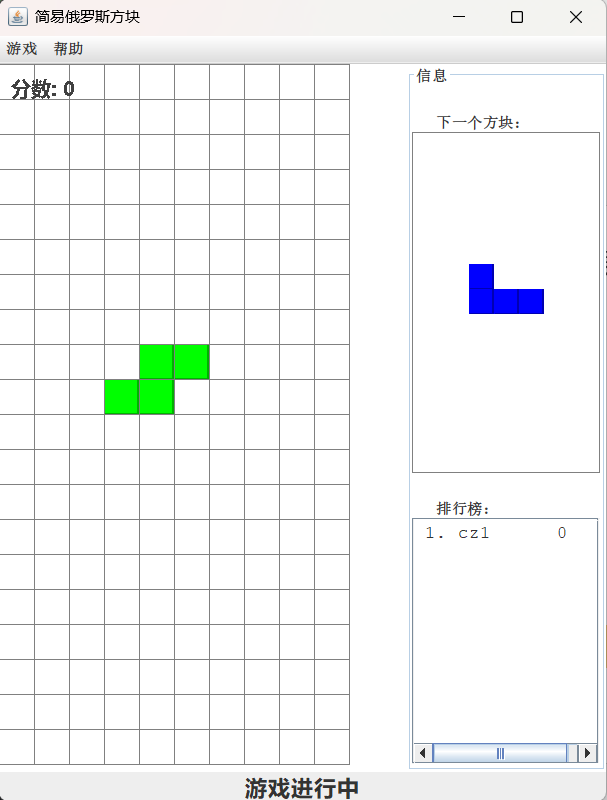 简易俄罗斯方块
游戏 帮助
分数: 0
信息
下一个方块:
排行榜:
1. cz1 0
游戏进行中